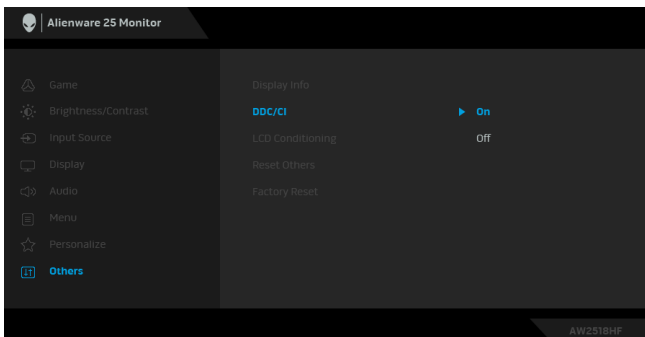 Alienware 25 Monitor
Game
Display Info
Brightness/Contrast
DDC/CI
On
Input Source
LCD Conditioning
Off
Display
Reset Others
Audio
Factory Reset
Menu
Personalize
Others
AW2518HF